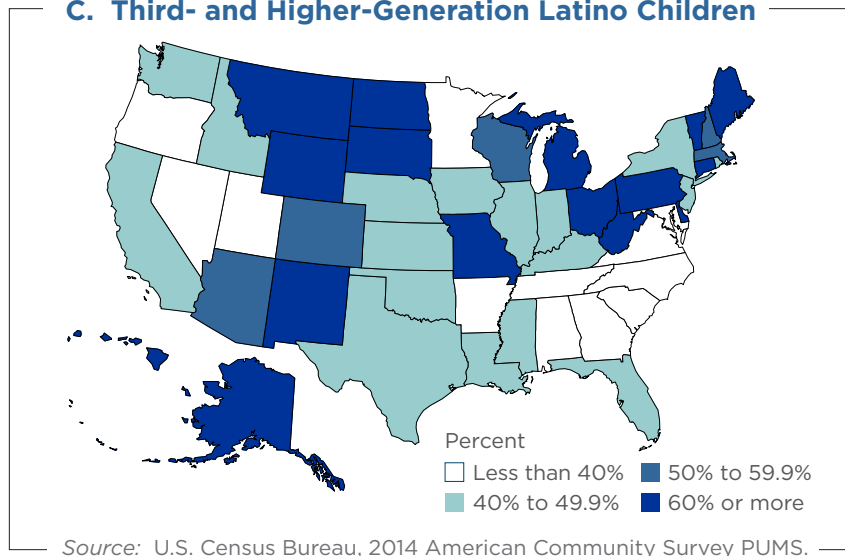 C. Third- and Higher-Generation Latino Children
Percent
Less than 40%
50% to 59.9%
40% to 49.9%
60% or more
Source: U.S. Census Bureau, 2014 American Community Survey PUMS.